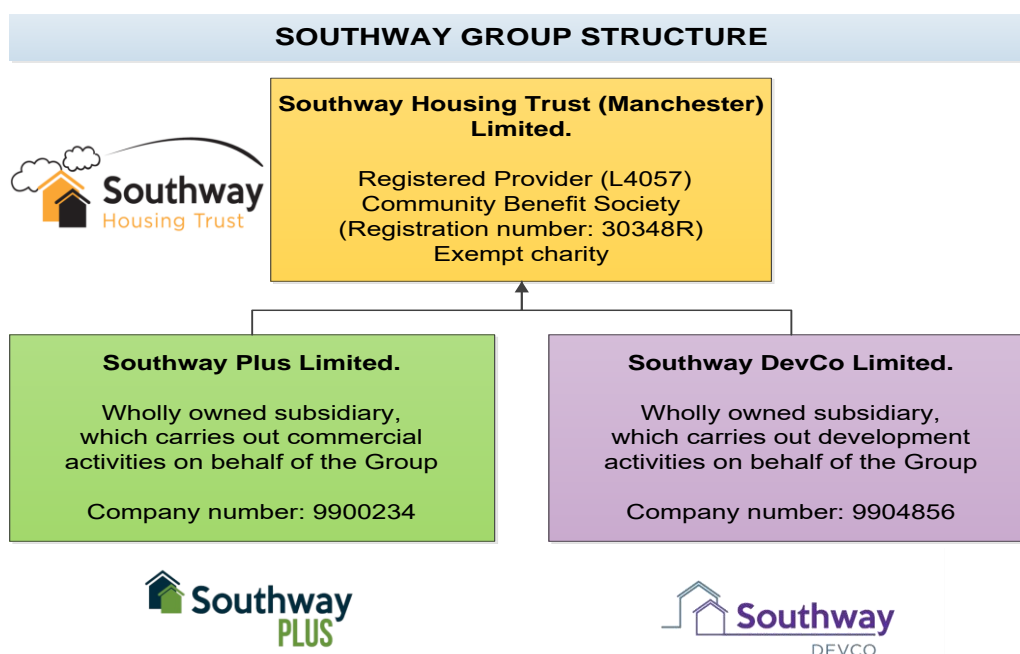 SOUTHWAY GROUP STRUCTURE
Southway Housing Trust (Manchester)
Limited.
Registered Provider (L4057)
Community Benefit Society
(Registration number: 30348R)
Exempt charity
Southway
Housing Trust
Southway Plus Limited.
Wholly owned subsidiary,
which carries out commercial
activities on behalf of the Group
Company number: 9900234
Southway DevCo Limited.
Wholly owned subsidiary,
which carries out development
activities on behalf of the Group
Company number: 9904856
Southway
PLUS
Southway
DEVCO